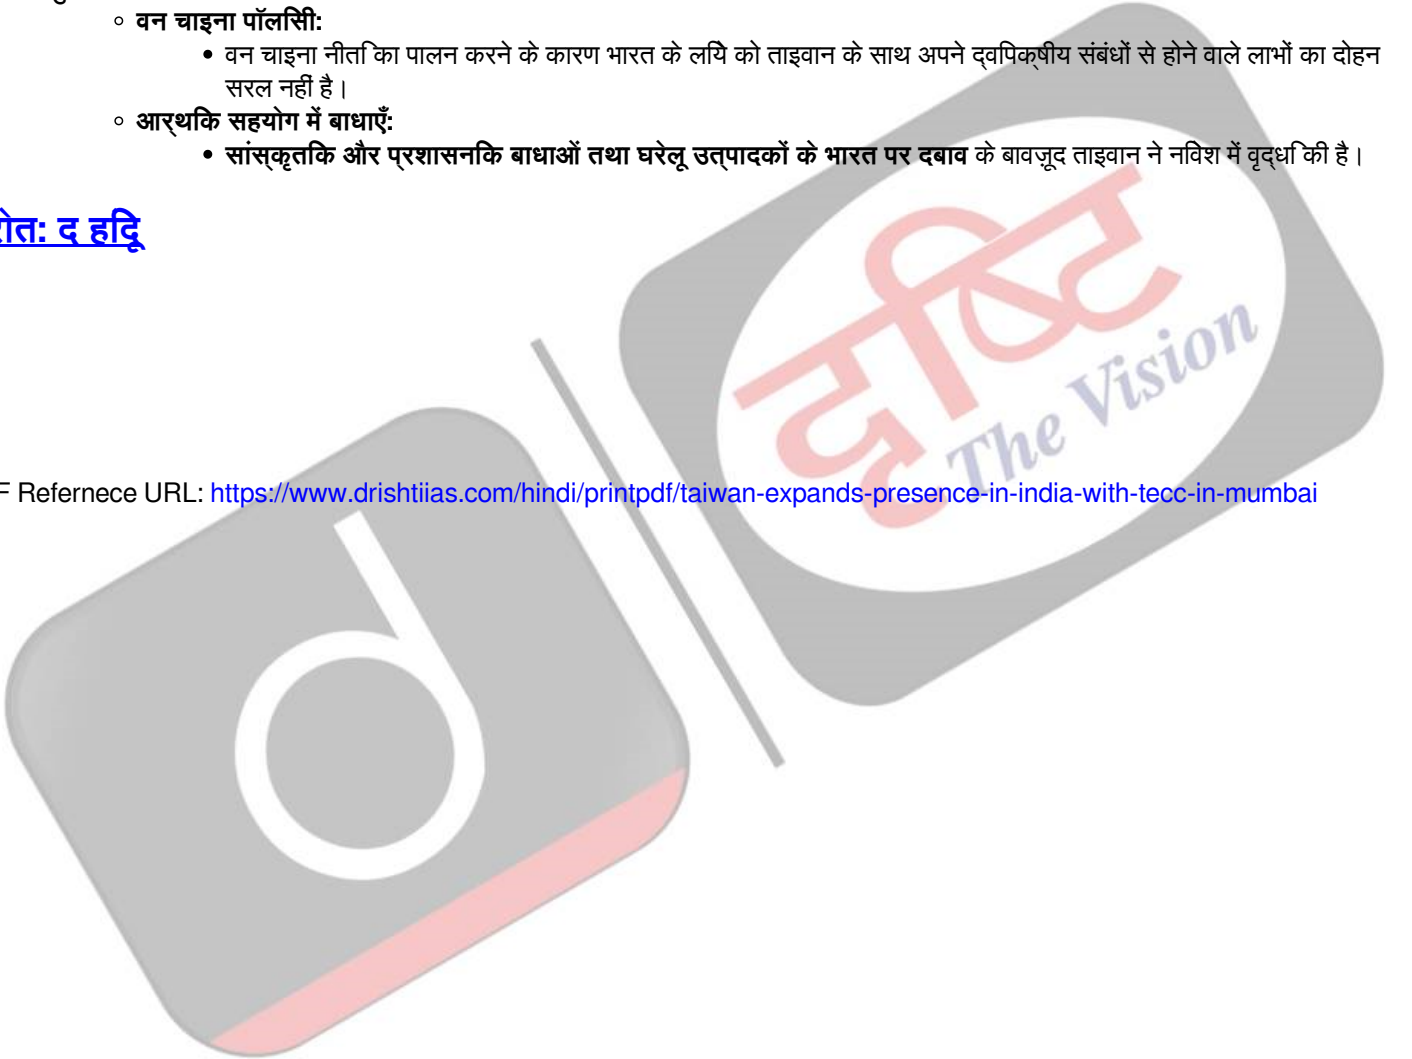 वन चाइना पॉलिसी:
वन चाइना नीति का पालन करने के कारण भारत के लिये को ताइवान के साथ अपने द्विपक्षीय संबंधों से होने वाले लाभों का दोहन
सरल नहीं है।
आर्थिक सहयोग में बाधाएँ:
सांस्कृतिक और प्रशासनिक बाधाओं तथा घरेलू उत्पादकों के भारत पर दबाव के बावजूद ताइवान ने निवेश में वृद्धि की है।
रोत: द हिंदू
दृष्टि
The Vision
F Refernece URL: https://www.drishtiias.com/hindi/printpdf/taiwan-expands-presence-in-india-with-tecc-in-mumbai
d